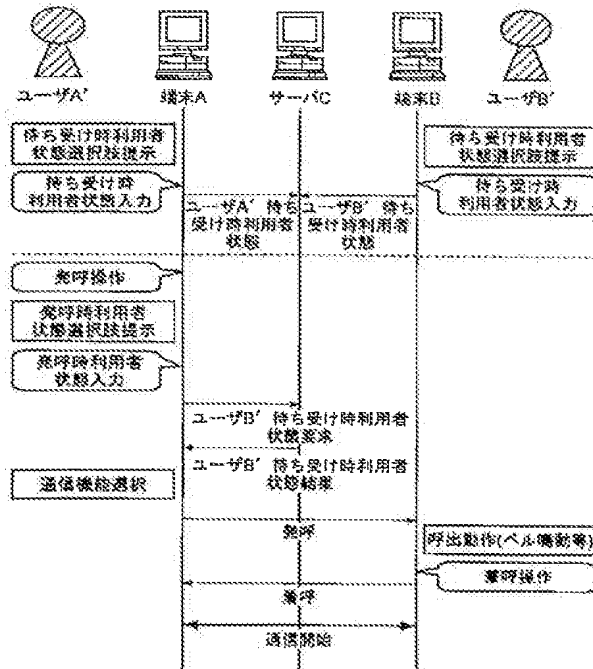 ユーザA'
端末A
サーバC
端末B
ユーザB'
待ち受け時利用者
状態選択肢提示
待ち受け時利用者
状態選択肢提示
待ち受け時
利用者状態入力
待ち受け時
利用者状態入力
ユーザA' 待ち
受け時利用者
状態
ユーザB' 待ち
受け時利用者
状態
発呼操作
発呼時利用者
状態選択肢提示
発呼時利用者
状態入力
ユーザB' 待ち受け時利用者
状態要求
ユーザB' 待ち受け時利用者
状態結果
通信機能選択
発呼
呼出動作(ベル鳴動等)
着呼操作
着呼
通信開始